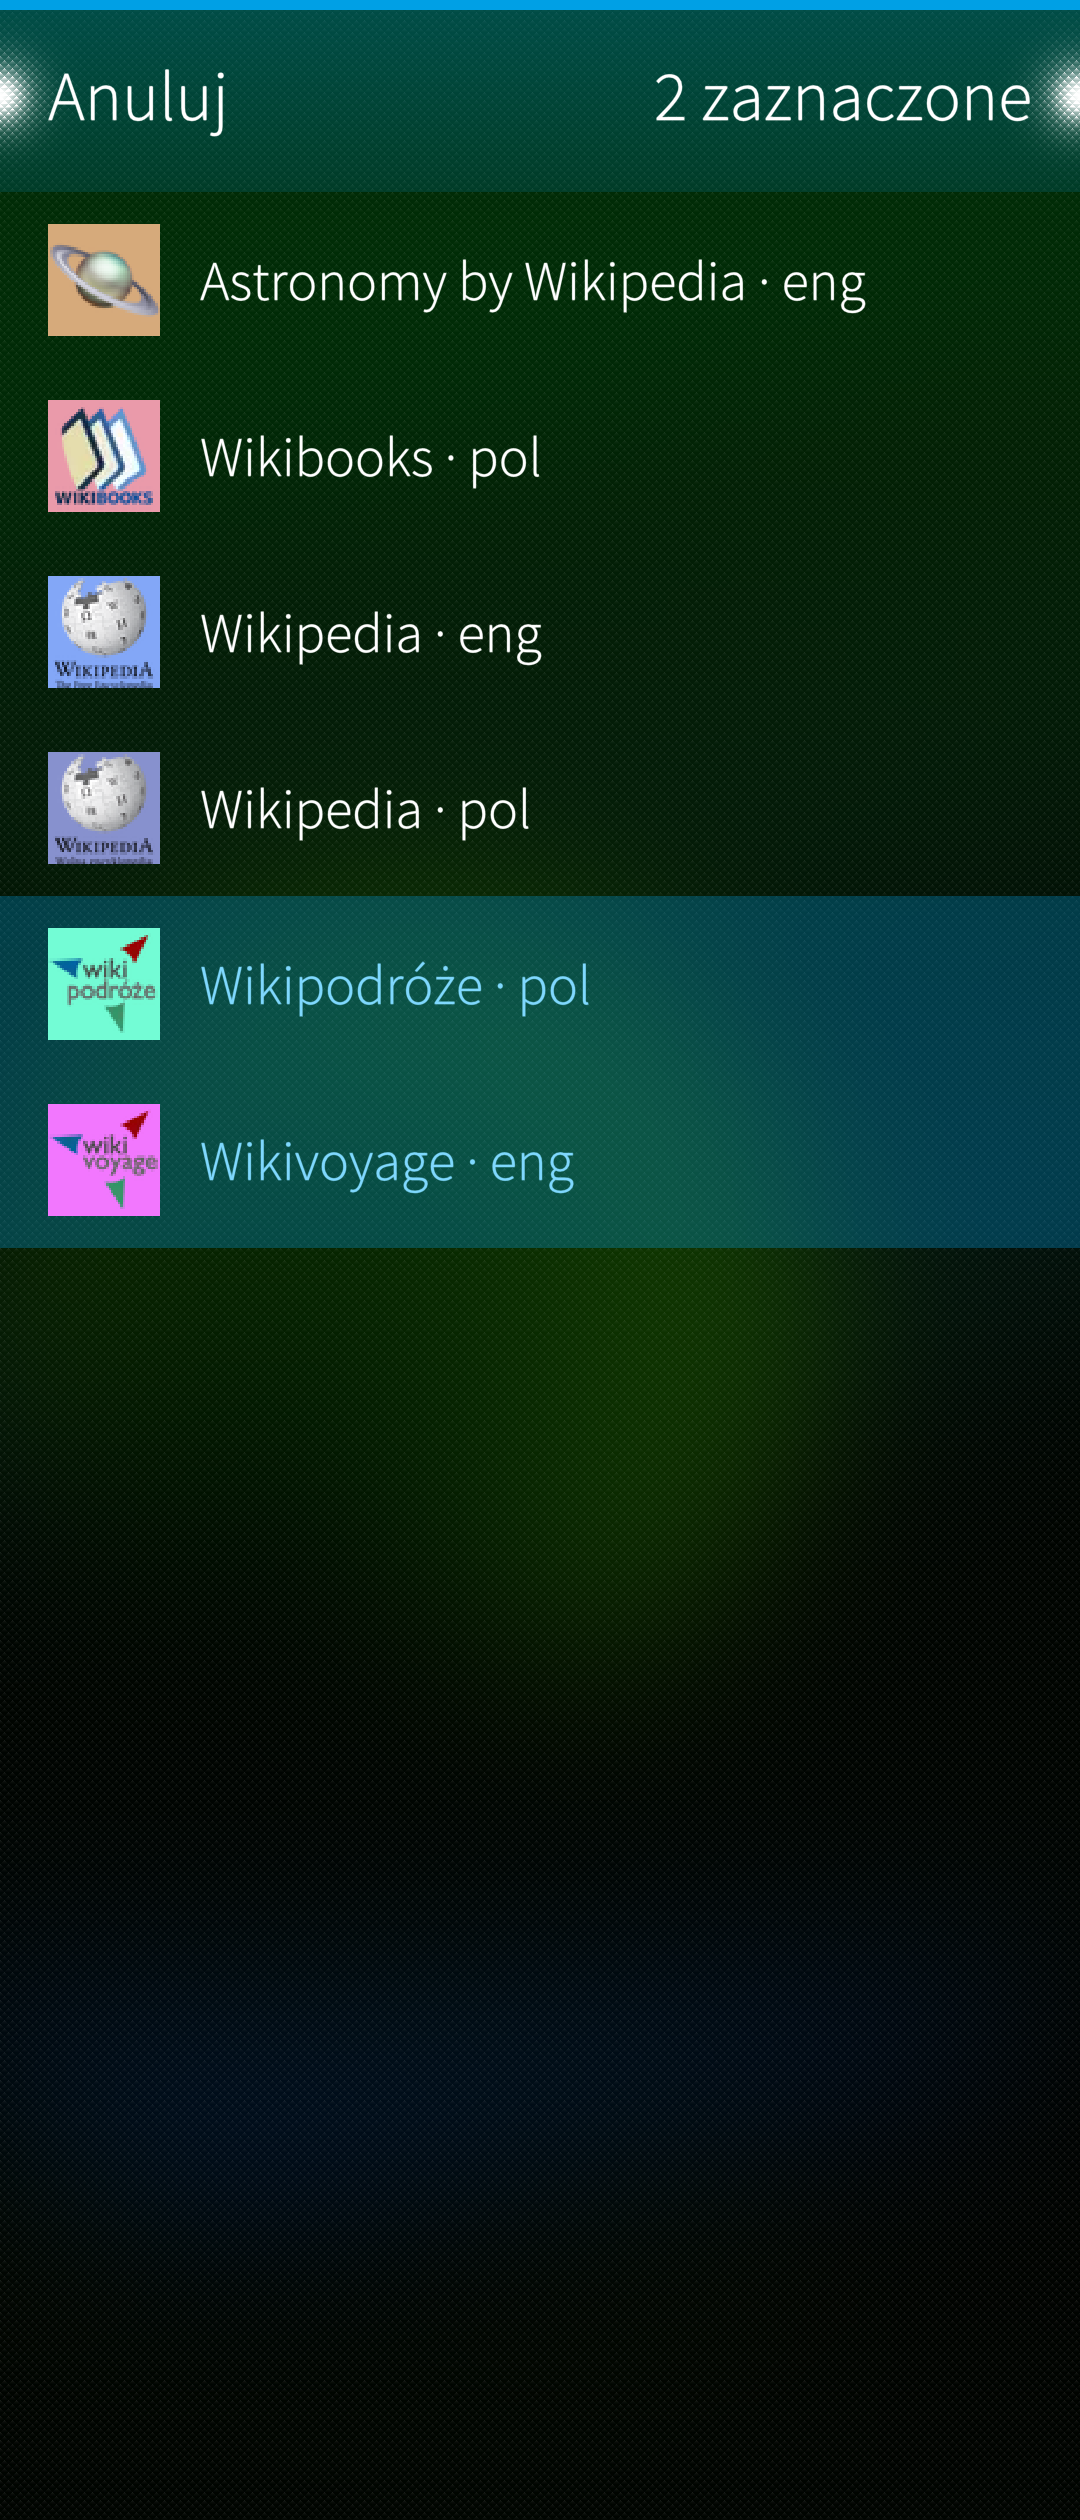 Anuluj
2 zaznaczone
Astronomy by Wikipedia · eng
WIKIBOOKS
Wikibooks · pol
WIKIPEDIA
The Free Encyclopedia
Wikipedia · eng
WIKIPEDIA
Wolna encyklopedia
Wikipedia · pol
wiki
podróże
Wikipodróże · pol
wiki
voyage
Wikivoyage · eng